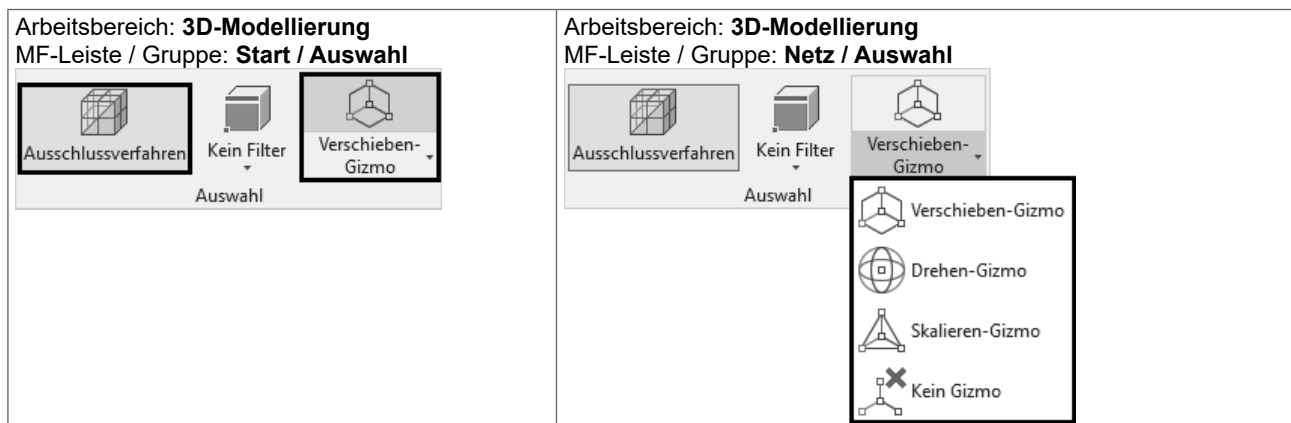 Arbeitsbereich: 3D-Modellierung
MF-Leiste / Gruppe: Start / Auswahl
Ausschlussverfahren
Kein Filter
Verschieben-
Gizmo
Auswahl
Arbeitsbereich: 3D-Modellierung
MF-Leiste / Gruppe: Netz / Auswahl
Ausschlussverfahren
Kein Filter
Verschieben-
Gizmo
Auswahl
Verschieben-Gizmo
Drehen-Gizmo
Skalieren-Gizmo
Kein Gizmo